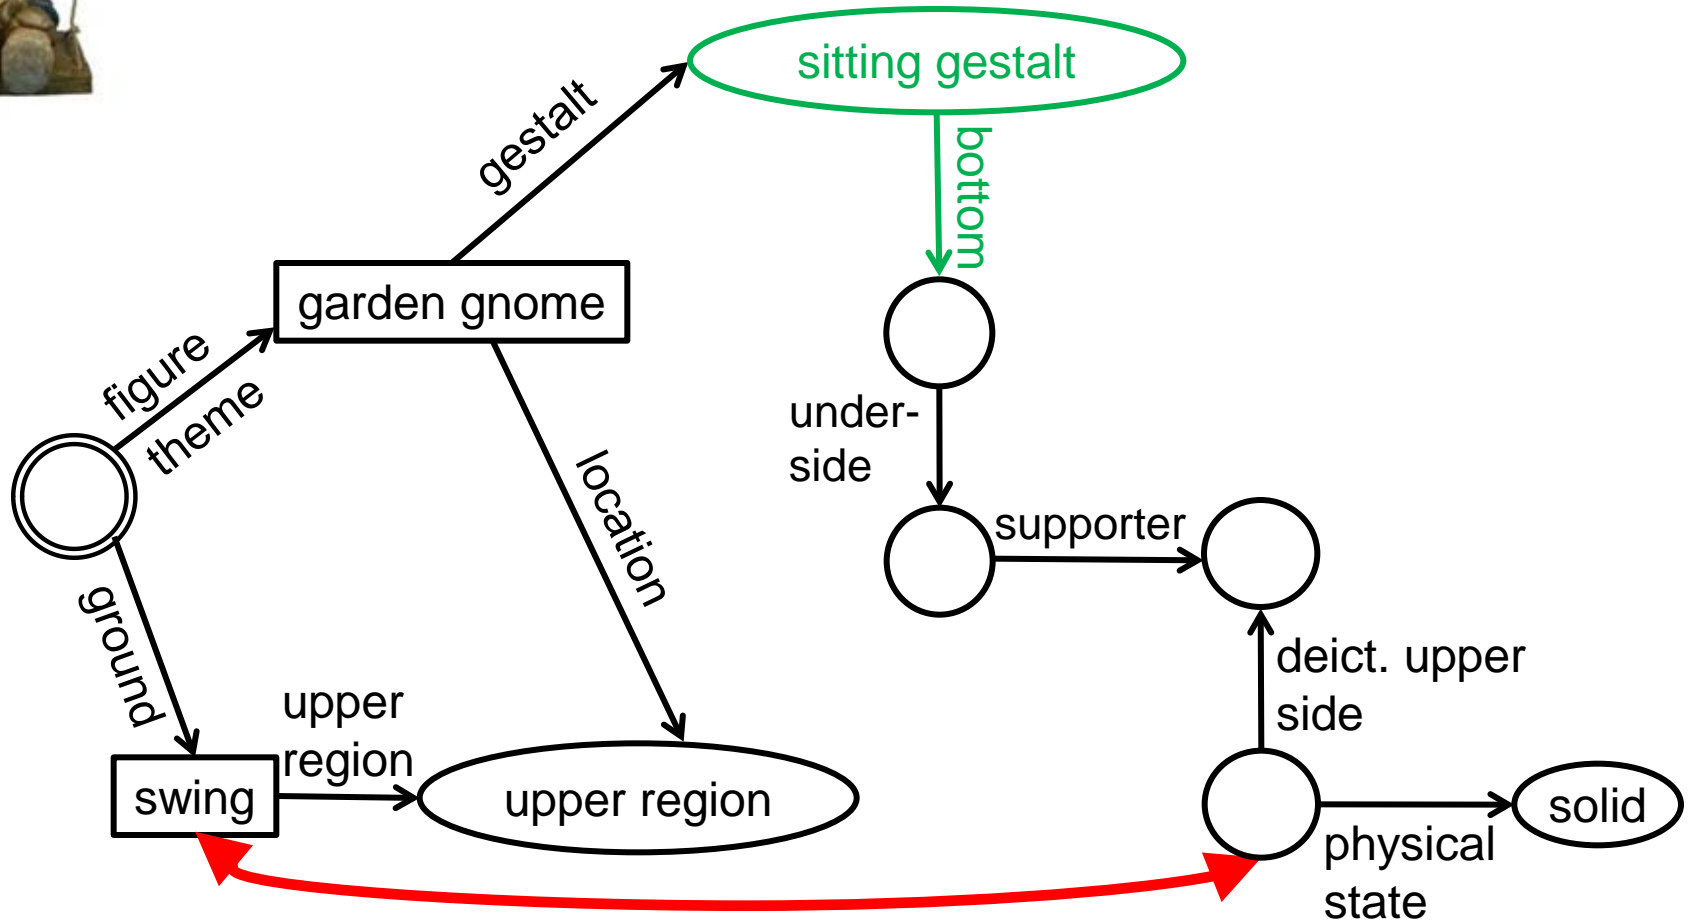 sitting gestalt
gestalt
bottom
garden gnome
figure
theme
under-
side
location
supporter
ground
deict. upper
side
upper
region
swing
upper region
solid
physical
state